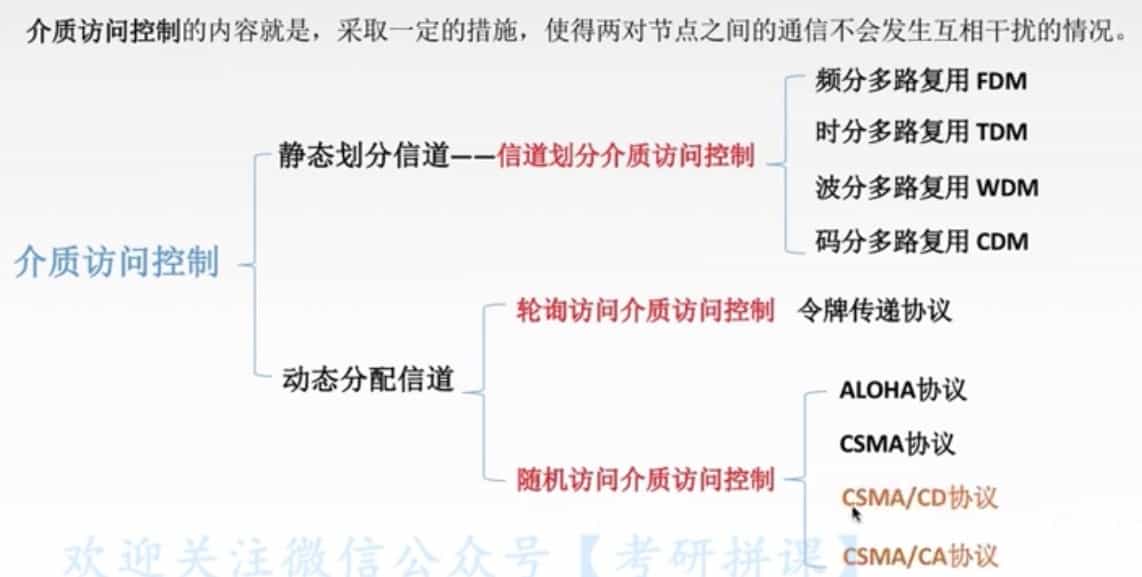 介质访问控制的内容就是，采取一定的措施，使得两对节点之间的通信不会发生互相干扰的情况。
频分多路复用 FDM
时分多路复用 TDM
静态划分信道——信道划分介质访问控制
波分多路复用 WDM
码分多路复用 CDM
介质访问控制
轮询访问介质访问控制 令牌传递协议
动态分配信道
ALOHA协议
CSMA协议
随机访问介质访问控制
CSMA/CD协议
CSMA/CA协议
欢迎关注微信公众号【考研拼课】